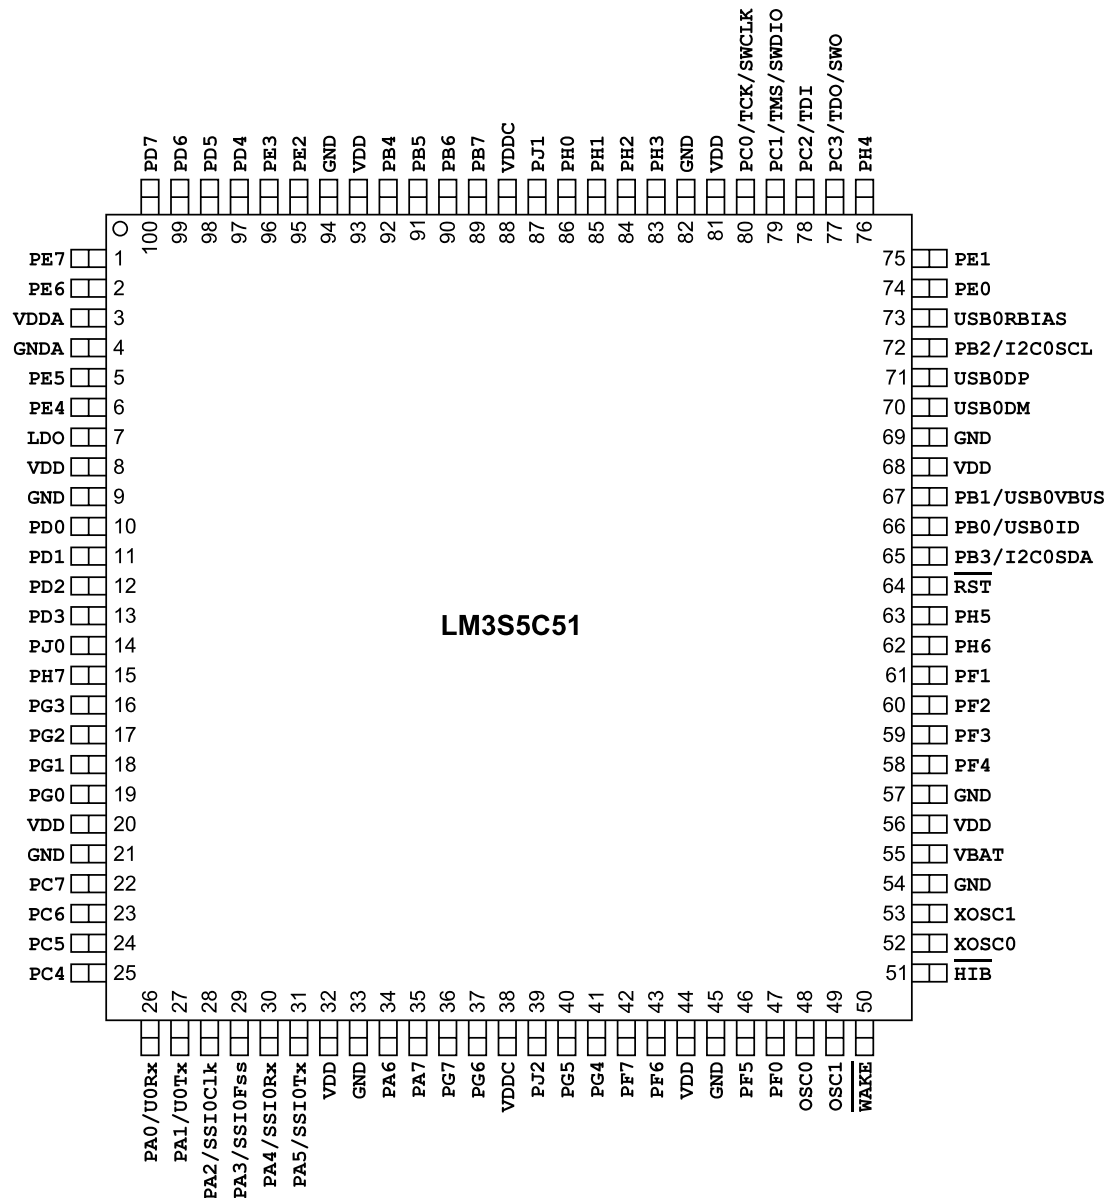 PD7
PD6
PD5
PD4
PE3
PE2
GND
VDD
PB4
PB5
PB6
PB7
VDDC
PJ1
PH0
PH1
PH2
PH3
GND
VDD
PC0/TCK/SWCLK
PC1/TMS/SWDIO
PC2/TDI
PC3/TDO/SWO
PH4
100
99
98
97
96
95
94
93
92
91
90
89
88
87
86
85
84
83
82
81
80
79
78
77
76
PE7 1
PE6 2
VDDA 3
GNDA 4
PE5 5
PE4 6
LDO 7
VDD 8
GND 9
PD0 10
PD1 11
PD2 12
PD3 13
PJ0 14
PH7 15
PG3 16
PG2 17
PG1 18
PG0 19
VDD 20
GND 21
PC7 22
PC6 23
PC5 24
PC4 25
LM3S5C51
75 PE1
74 PE0
73 USB0RBIAS
72 PB2/I2C0SCL
71 USB0DP
70 USB0DM
69 GND
68 VDD
67 PB1/USB0VBUS
66 PB0/USB0ID
65 PB3/I2C0SDA
64 RST
63 PH5
62 PH6
61 PF1
60 PF2
59 PF3
58 PF4
57 GND
56 VDD
55 VBAT
54 GND
53 XOSC1
52 XOSC0
51 HIB
26
27
28
29
30
31
32
33
34
35
36
37
38
39
40
41
42
43
44
45
46
47
48
49
50
PA0/U0Rx
PA1/U0Tx
PA2/SSI0Clk
PA3/SSI0Fss
PA4/SSI0Rx
PA5/SSI0Tx
VDD
GND
PA6
PA7
PG7
PG6
VDDC
PJ2
PG5
PG4
PF7
PF6
VDD
GND
PF5
PF0
OSC0
OSC1
WAKE